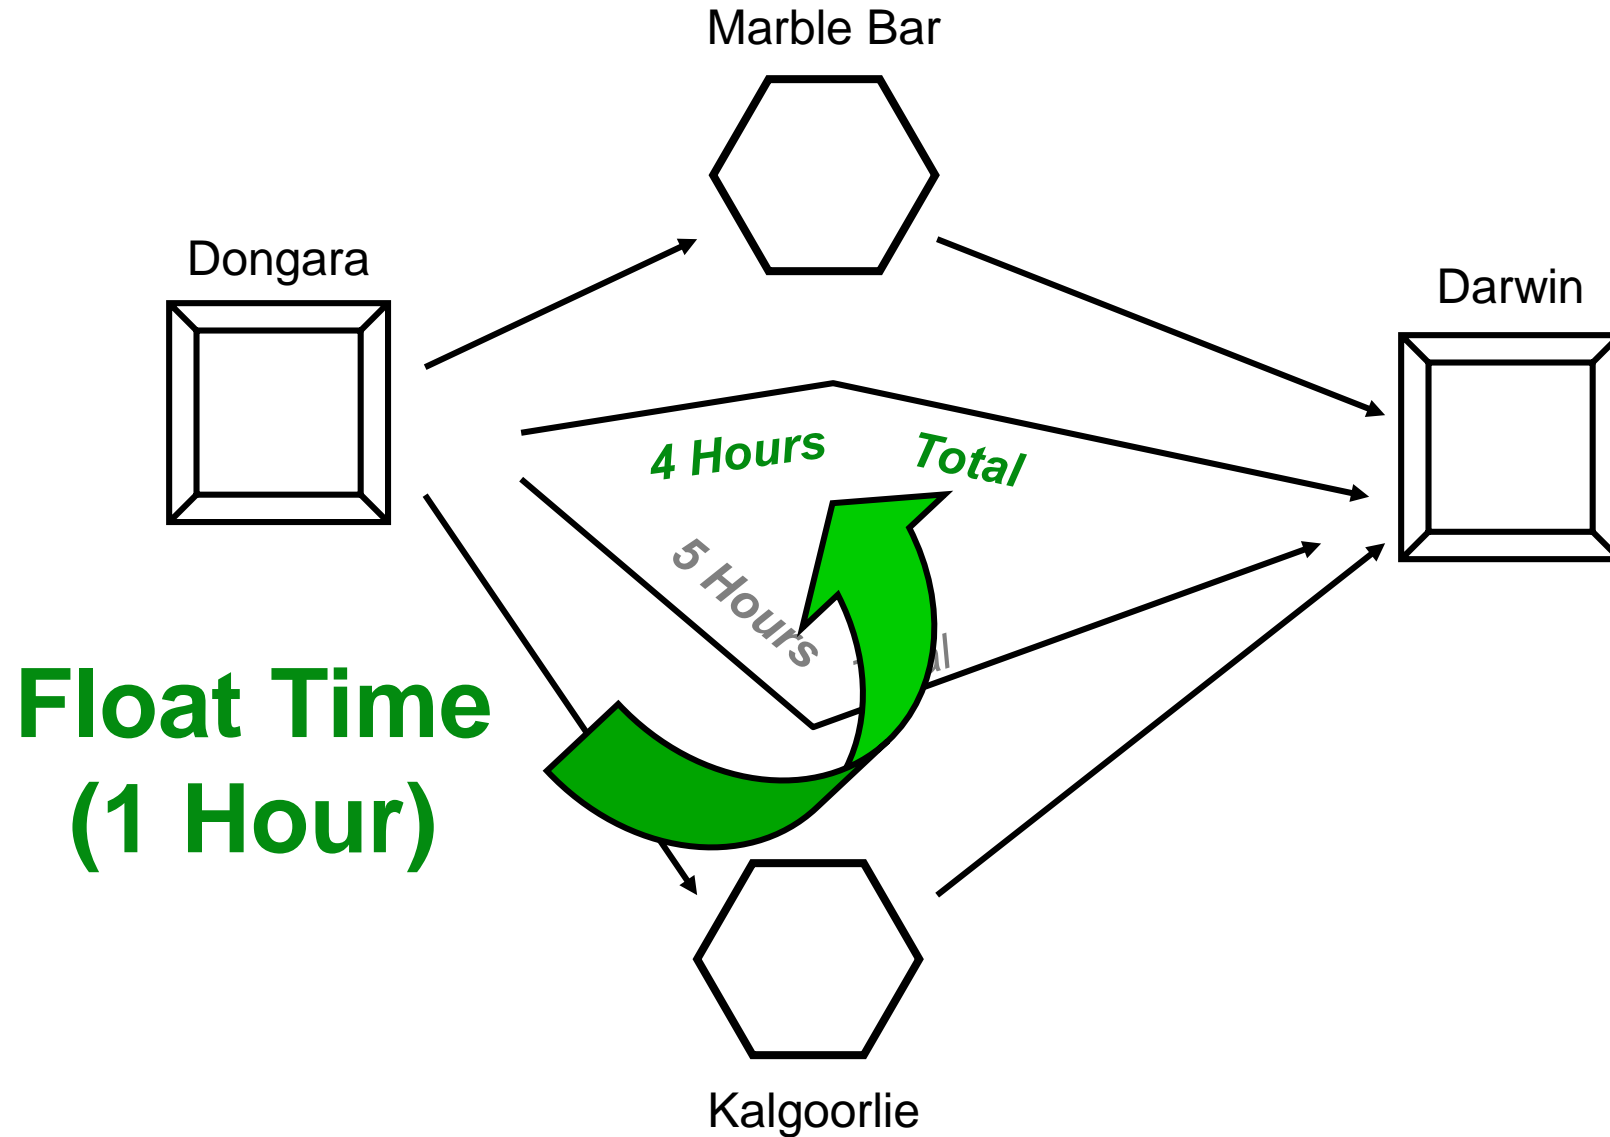 Marble Bar
Dongara
Darwin
4 Hours Total
5 Hours
Float Time
(1 Hour)
Kalgoorlie